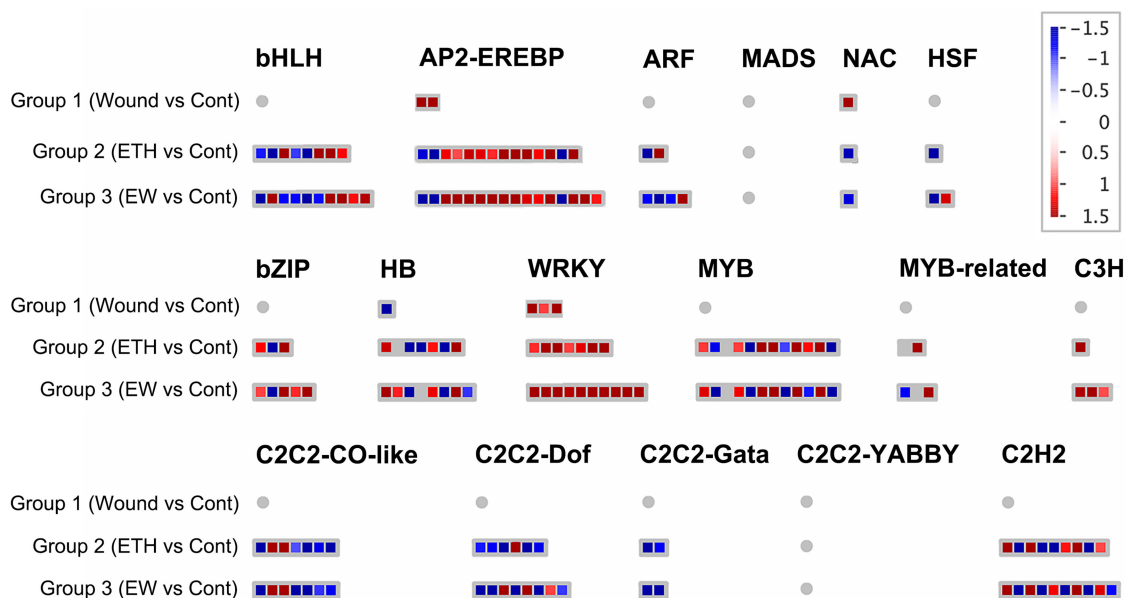 bHLH AP2-EREBP ARF MADS NAC HSF
Group 1 (Wound vs Cont)
Group 2 (ETH vs Cont)
Group 3 (EW vs Cont)
-1.5
-1
-0.5
0
0.5
1
1.5
bZIP HB WRKY MYB MYB-related C3H
Group 1 (Wound vs Cont)
Group 2 (ETH vs Cont)
Group 3 (EW vs Cont)
C2C2-CO-like C2C2-Dof C2C2-Gata C2C2-YABBY C2H2
Group 1 (Wound vs Cont)
Group 2 (ETH vs Cont)
Group 3 (EW vs Cont)